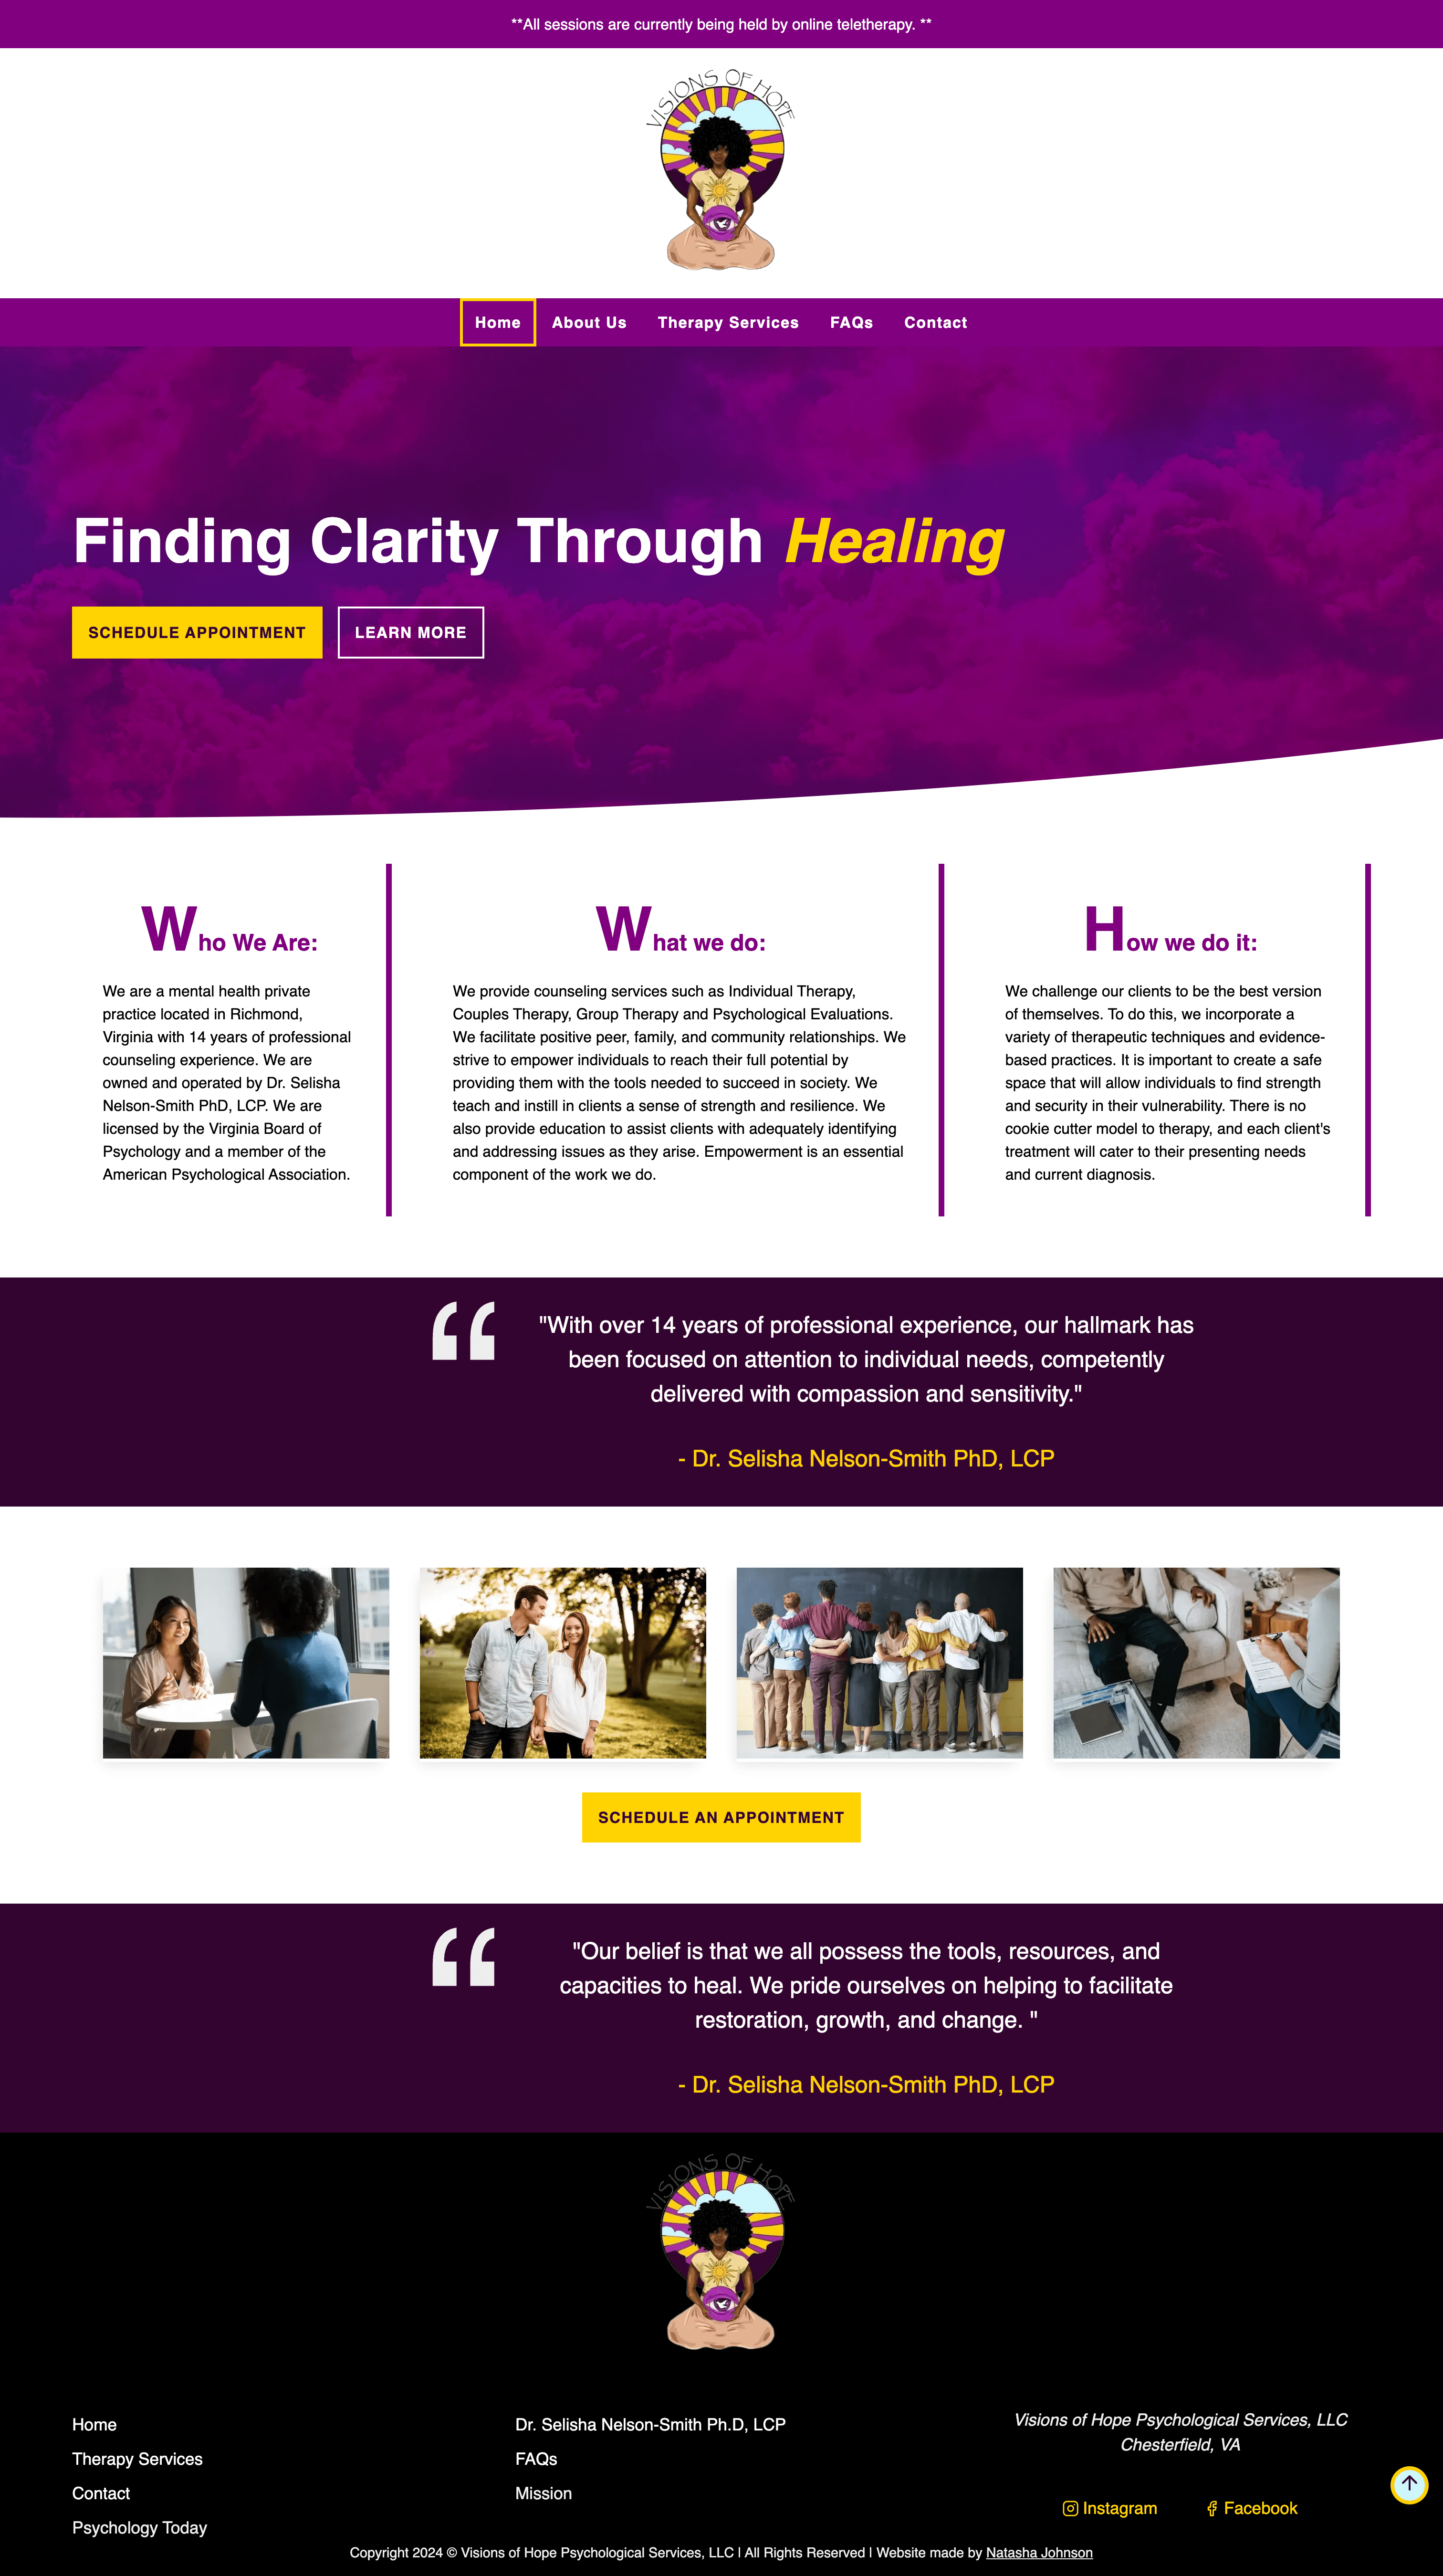 **All sessions are currently being held by online teletherapy. **
VISIONS OF HOPE
Home About Us Therapy Services FAQs Contact
Finding Clarity Through Healing
SCHEDULE APPOINTMENT LEARN MORE
Who We Are:
We are a mental health private
practice located in Richmond,
Virginia with 14 years of professional
counseling experience. We are
owned and operated by Dr. Selisha
Nelson-Smith PhD, LCP. We are
licensed by the Virginia Board of
Psychology and a member of the
American Psychological Association.
What we do:
We provide counseling services such as Individual Therapy,
Couples Therapy, Group Therapy and Psychological Evaluations.
We facilitate positive peer, family, and community relationships. We
strive to empower individuals to reach their full potential by
providing them with the tools needed to succeed in society. We
teach and instill in clients a sense of strength and resilience. We
also provide education to assist clients with adequately identifying
and addressing issues as they arise. Empowerment is an essential
component of the work we do.
How we do it:
We challenge our clients to be the best version
of themselves. To do this, we incorporate a
variety of therapeutic techniques and evidence-
based practices. It is important to create a safe
space that will allow individuals to find strength
and security in their vulnerability. There is no
cookie cutter model to therapy, and each client's
treatment will cater to their presenting needs
and current diagnosis.
"With over 14 years of professional experience, our hallmark has
been focused on attention to individual needs, competently
delivered with compassion and sensitivity."
- Dr. Selisha Nelson-Smith PhD, LCP
SCHEDULE AN APPOINTMENT
"Our belief is that we all possess the tools, resources, and
capacities to heal. We pride ourselves on helping to facilitate
restoration, growth, and change. "
- Dr. Selisha Nelson-Smith PhD, LCP
VISIONS OF HOPE
Home
Therapy Services
Contact
Psychology Today
Dr. Selisha Nelson-Smith Ph.D, LCP
FAQs
Mission
Visions of Hope Psychological Services, LLC
Chesterfield, VA
Instagram Facebook
Copyright 2024 © Visions of Hope Psychological Services, LLC | All Rights Reserved | Website made by Natasha Johnson